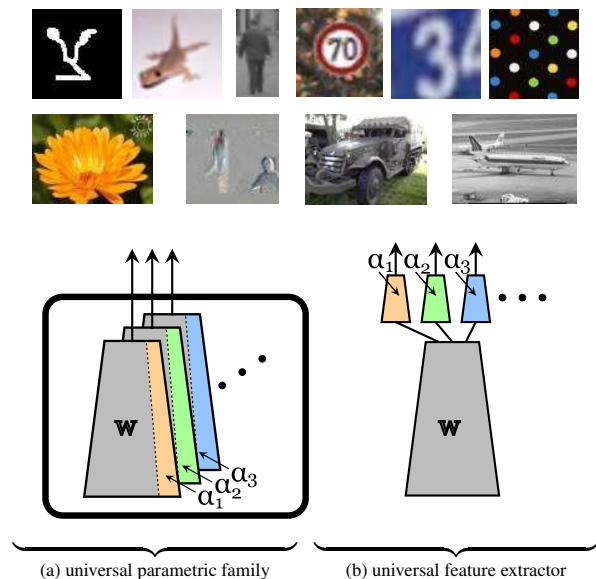 70
34
α₁ α₂ α₃
w
w
α₃
α₂
α₁
(a) universal parametric family
(b) universal feature extractor